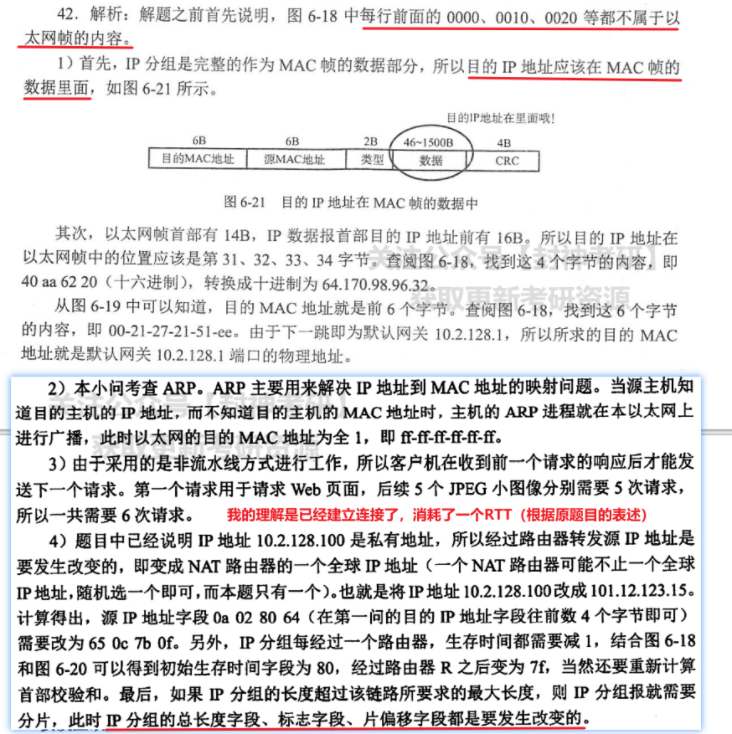 42．解析：解题之前首先说明，图 6-18 中每行前面的 0000、0010、0020 等都不属于以
太网帧的内容。
1）首先，IP 分组是完整的作为 MAC 帧的数据部分，所以目的 IP 地址应该在 MAC 帧的
数据里面，如图 6-21 所示。
目的IP地址在里面哦!
6B 6B 2B 46~1500B 4B
目的MAC地址 源MAC地址 类型 数据 CRC
图 6-21 目的 IP 地址在 MAC 帧的数据中
其次，以太网帧首部有 14B，IP 数据报首部目的 IP 地址前有 16B。所以目的 IP 地址在
以太网帧中的位置应该是第 31、32、33、34 字节。查阅图 6-18，找到这 4 个字节的内容，即
40 aa 62 20（十六进制），转换成十进制为 64.170.98.96.32。
从图 6-19 中可以知道，目的 MAC 地址就是前 6 个字节。查阅图 6-18，找到这 6 个字节
的内容，即 00-21-27-21-51-ee。由于下一跳即为默认网关 10.2.128.1，所以所求的目的 MAC
地址就是默认网关 10.2.128.1 端口的物理地址。
2）本小问考查 ARP。ARP 主要用来解决 IP 地址到 MAC 地址的映射问题。当源主机知
道目的主机的 IP 地址，而不知道目的主机的 MAC 地址时，主机的 ARP 进程就在本以太网上
进行广播，此时以太网的目的 MAC 地址为全 1，即 ff-ff-ff-ff-ff-ff。
3）由于采用的是非流水线方式进行工作，所以客户机在收到前一个请求的响应后才能发
送下一个请求。第一个请求用于请求 Web 页面，后续 5 个 JPEG 小图像分别需要 5 次请求，
所以一共需要 6 次请求。 我的理解是已经建立连接了，消耗了一个RTT（根据原题目的表述）
4）题目中已经说明 IP 地址 10.2.128.100 是私有地址，所以经过路由器转发源 IP 地址是
要发生改变的，即变成 NAT 路由器的一个全球 IP 地址（一个 NAT 路由器可能不止一个全球
IP 地址，随机选一个即可，而本题只有一个）。也就是将 IP 地址 10.2.128.100 改成 101.12.123.15。
计算得出，源 IP 地址字段 0a 02 80 64（在第一问的目的 IP 地址字段往前数 4 个字节即可）
需要改为 65 0c 7b 0f。另外，IP 分组每经过一个路由器，生存时间都需要减 1，结合图 6-18
和图 6-20 可以得到初始生存时间字段为 80，经过路由器 R 之后变为 7f，当然还要重新计算
首部校验和。最后，如果 IP 分组的长度超过该链路所要求的最大长度，则 IP 分组报就需要
分片，此时 IP 分组的总长度字段、标志字段、片偏移字段都是要发生改变的。